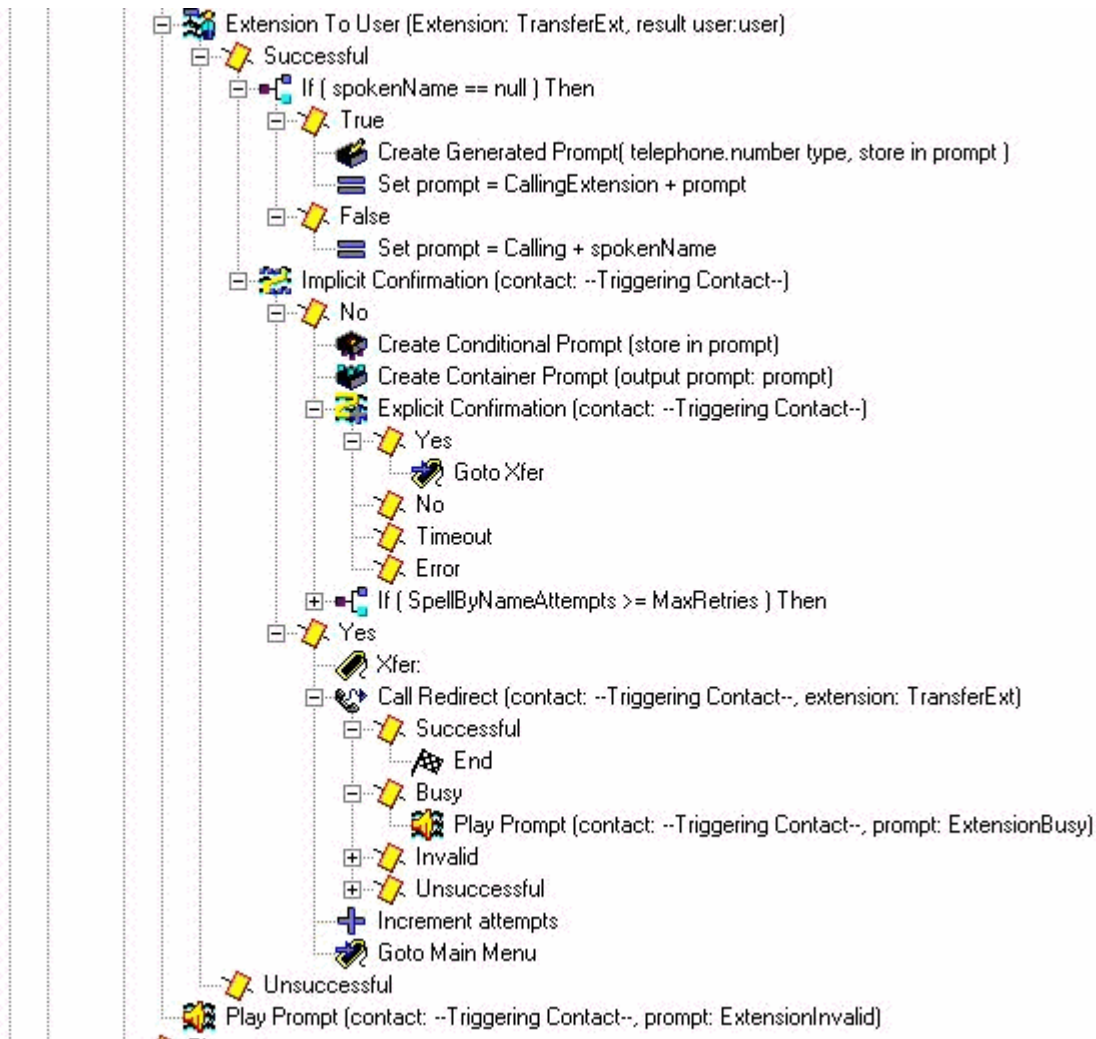 Extension To User (Extension: TransferExt, result user:user)
Successful
If ( spokenName == null ) Then
True
Create Generated Prompt( telephone.number type, store in prompt )
Set prompt = CallingExtension + prompt
False
Set prompt = Calling + spokenName
Implicit Confirmation (contact: --Triggering Contact--)
No
Create Conditional Prompt (store in prompt)
Create Container Prompt (output prompt: prompt)
Explicit Confirmation (contact: --Triggering Contact--)
Yes
Goto Xfer
No
Timeout
Error
If ( SpellByNameAttempts >= MaxRetries ) Then
Yes
Xfer:
Call Redirect (contact: --Triggering Contact--, extension: TransferExt)
Successful
End
Busy
Play Prompt (contact: --Triggering Contact--, prompt: ExtensionBusy)
Invalid
Unsuccessful
Increment attempts
Goto Main Menu
Unsuccessful
Play Prompt (contact: --Triggering Contact--, prompt: ExtensionInvalid)